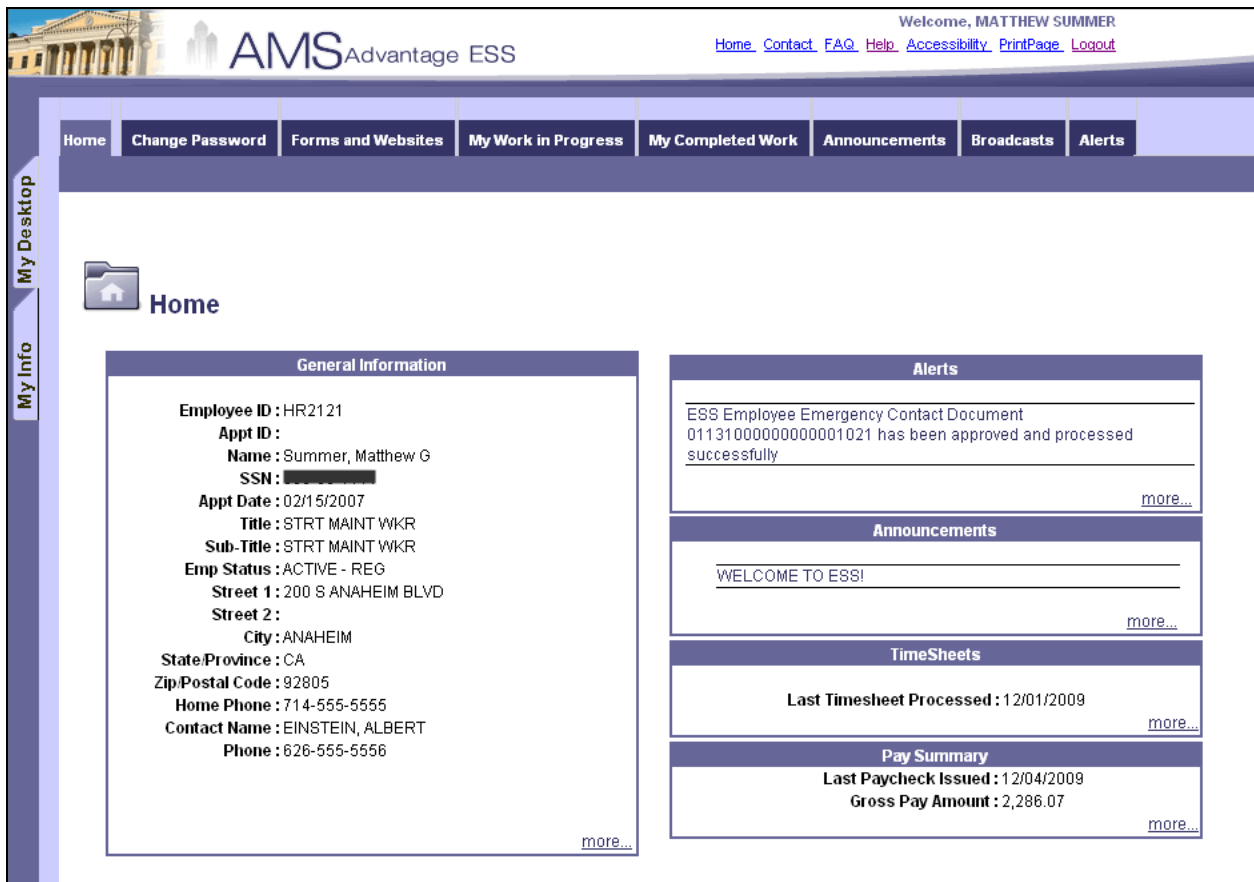 Welcome, MATTHEW SUMMER
AMSAdvantage ESS
Home Contact FAQ Help Accessibility PrintPage Logout
Home Change Password Forms and Websites My Work in Progress My Completed Work Announcements Broadcasts Alerts
My Desktop
My Info
Home
General Information
Employee ID : HR2121
Appt ID :
Name : Summer, Matthew G
SSN :
Appt Date : 02/15/2007
Title : STRT MAINT WKR
Sub-Title : STRT MAINT WKR
Emp Status : ACTIVE - REG
Street 1 : 200 S ANAHEIM BLVD
Street 2 :
City : ANAHEIM
State/Province : CA
Zip/Postal Code : 92805
Home Phone : 714-555-5555
Contact Name : EINSTEIN, ALBERT
Phone : 626-555-5556
more...
Alerts
ESS Employee Emergency Contact Document
01131000000000001021 has been approved and processed
successfully
more...
Announcements
WELCOME TO ESS!
more...
TimeSheets
Last Timesheet Processed : 12/01/2009
more...
Pay Summary
Last Paycheck Issued : 12/04/2009
Gross Pay Amount : 2,286.07
more...